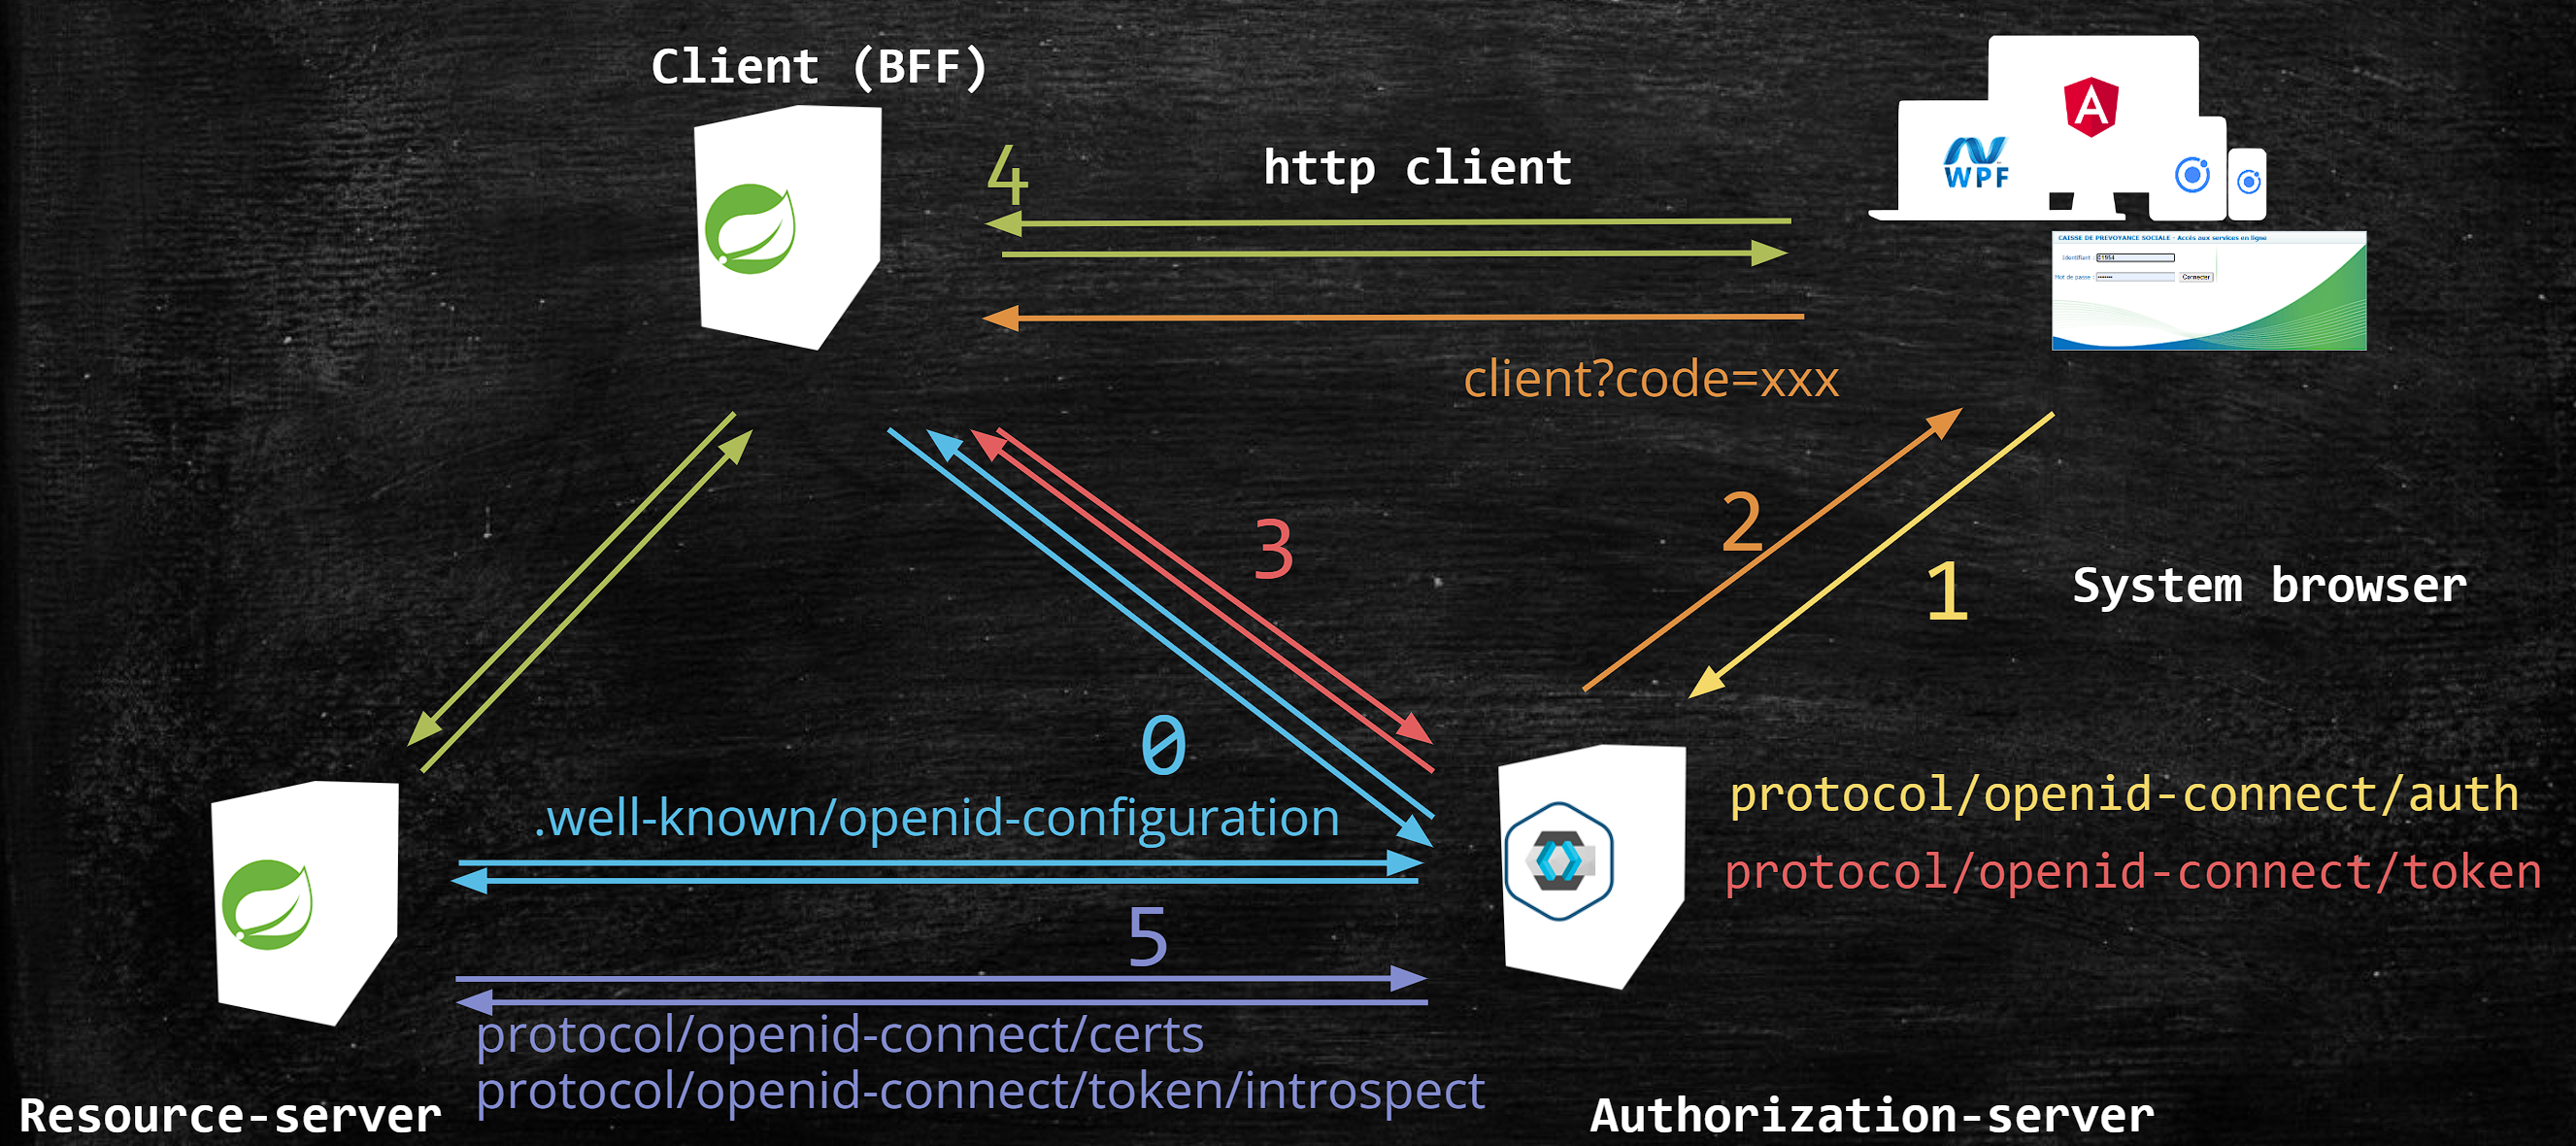 Client (BFF)
4
http client
WPF
CAISSE DE PREVOYANCE SOCIALE - Accès aux services en ligne
Identifiant :
Mot de passe :
Connecter
client?code=xxx
2
3
1
System browser
0
.well-known/openid-configuration
protocol/openid-connect/auth
protocol/openid-connect/token
5
protocol/openid-connect/certs
protocol/openid-connect/token/introspect
Resource-server
Authorization-server